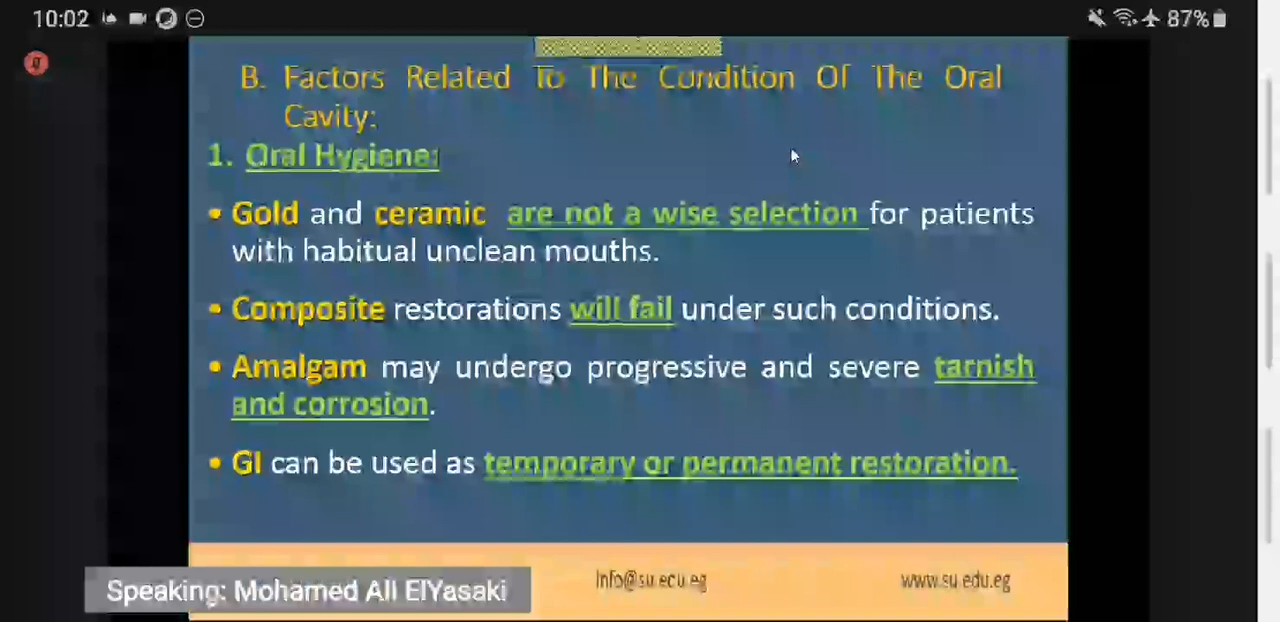 10:02
87%
B. Factors Related To The Condition Of The Oral
Cavity:
1. Oral Hygiene:
• Gold and ceramic are not a wise selection for patients
with habitual unclean mouths.
• Composite restorations will fail under such conditions.
• Amalgam may undergo progressive and severe tarnish
and corrosion.
• GI can be used as temporary or permanent restoration.
Info@su.edu.eg
www.su.edu.eg
Speaking: Mohamed Ali ElYasaki